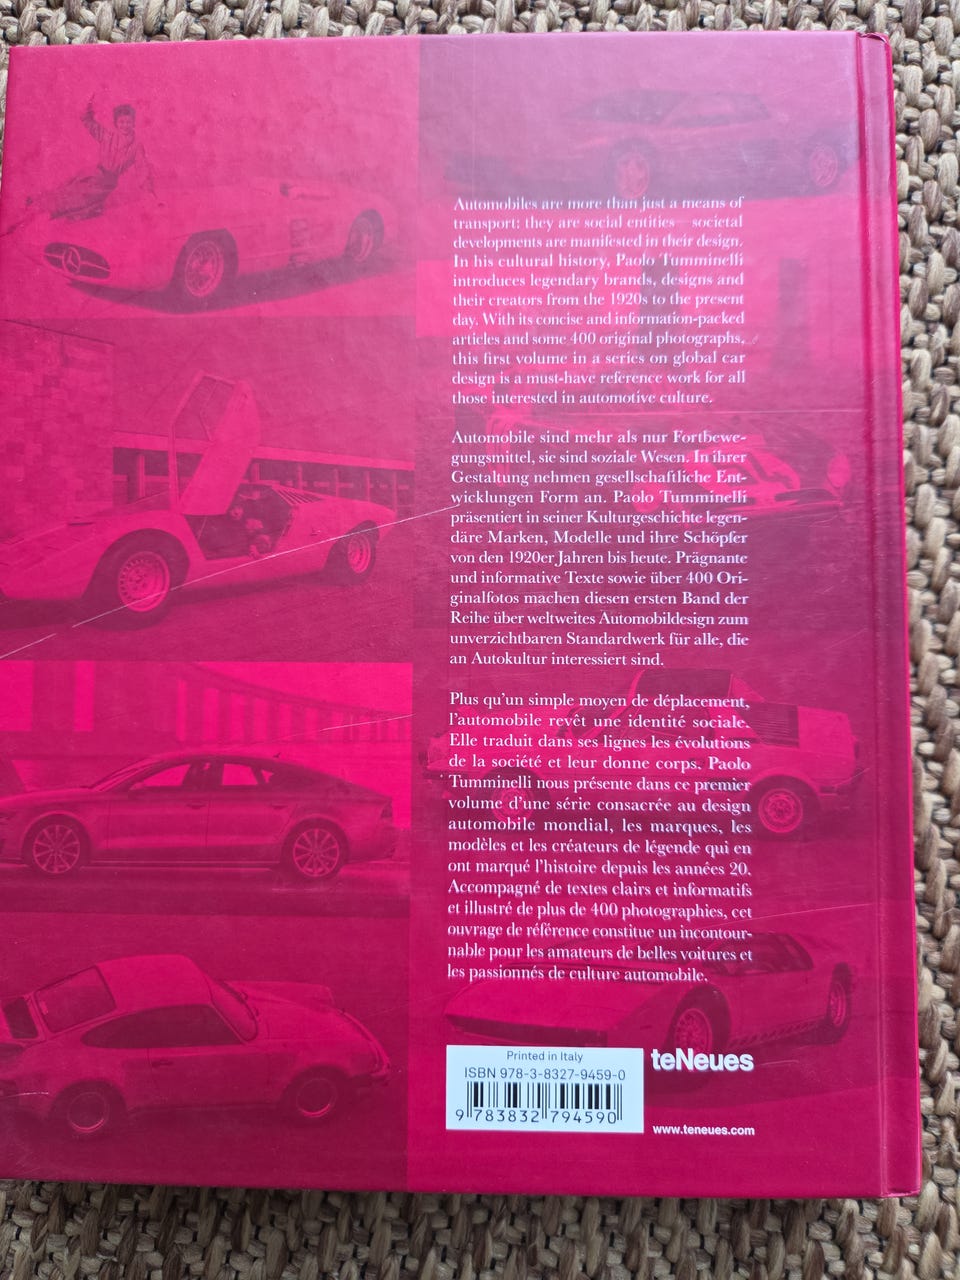 Automobiles are more than just a means of
transport: they are social entities—societal
developments are manifested in their design.
In his cultural history, Paolo Tumminelli
introduces legendary brands, designs and
their creators from the 1920s to the present
day. With its concise and information-packed
articles and some 400 original photographs,
this first volume in a series on global car
design is a must-have reference work for all
those interested in automotive culture.
Automobile sind mehr als nur Fortbewe-
gungsmittel, sie sind soziale Wesen. In ihrer
Gestaltung nehmen gesellschaftliche Ent-
wicklungen Form an. Paolo Tumminelli
präsentiert in seiner Kulturgeschichte legen-
däre Marken, Modelle und ihre Schöpfer
von den 1920er Jahren bis heute. Prägnante
und informative Texte sowie über 400 Ori-
ginalfotos machen diesen ersten Band der
Reihe über weltweites Automobildesign zum
unverzichtbaren Standardwerk für alle, die
an Autokultur interessiert sind.
Plus qu'un simple moyen de déplacement,
l'automobile revêt une identité sociale.
Elle traduit dans ses lignes les évolutions
de la société et leur donne corps. Paolo
Tumminelli nous présente dans ce premier
volume d'une série consacrée au design
automobile mondial, les marques, les
modèles et les créateurs de légende qui en
ont marqué l'histoire depuis les années 20.
Accompagné de textes clairs et informatifs
et illustré de plus de 400 photographies, cet
ouvrage de référence constitue un incontour-
nable pour les amateurs de belles voitures et
les passionnés de culture automobile.
Printed in Italy
ISBN 978-3-8327-9459-0
9 783832 794590
teNeues
www.teneues.com